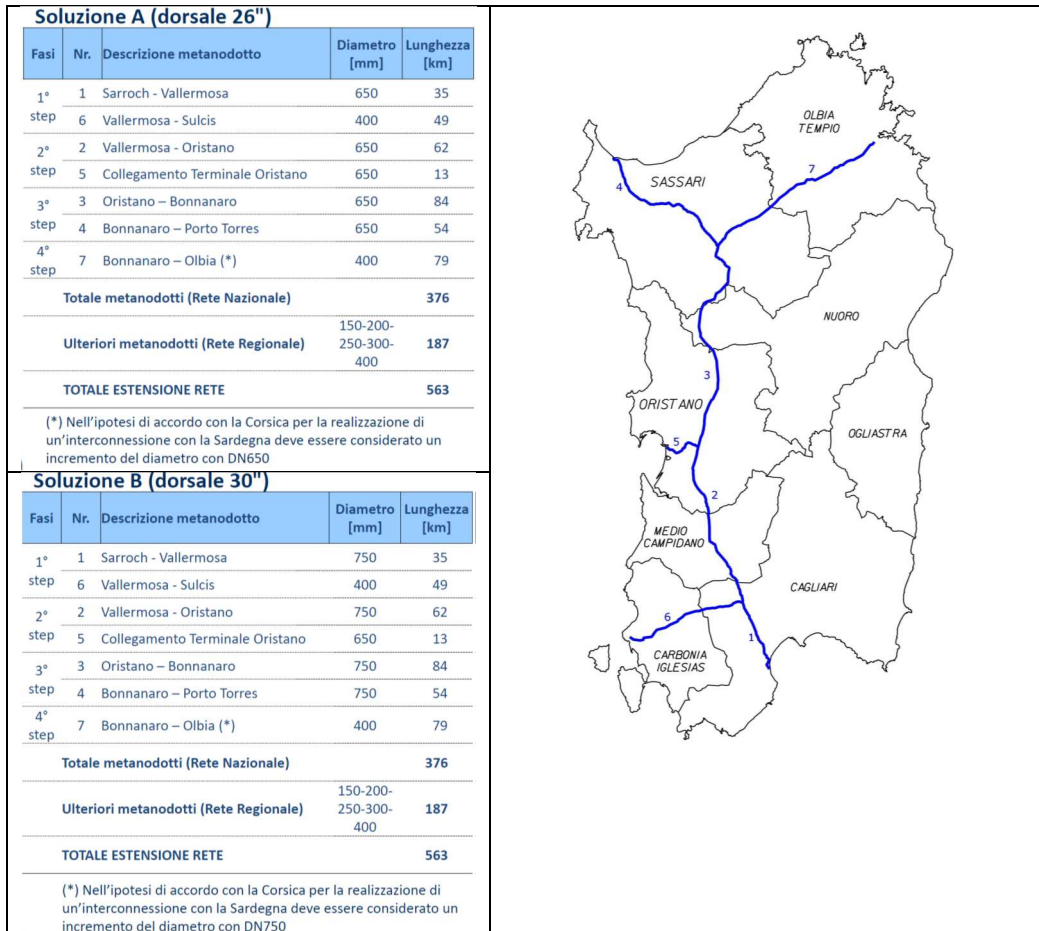 Soluzione A (dorsale 26")
Fasi Nr. Descrizione metanodotto Diametro [mm] Lunghezza [km]
1° step 1 Sarroch - Vallermosa 650 35
6 Vallermosa - Sulcis 400 49
2° step 2 Vallermosa - Oristano 650 62
5 Collegamento Terminale Oristano 650 13
3° step 3 Oristano – Bonnanaro 650 84
4 Bonnanaro – Porto Torres 650 54
4° step 7 Bonnanaro – Olbia (*) 400 79
Totale metanodotti (Rete Nazionale) 376
Ulteriori metanodotti (Rete Regionale) 150-200-250-300-400 187
TOTALE ESTENSIONE RETE 563
(*) Nell'ipotesi di accordo con la Corsica per la realizzazione di
un'interconnessione con la Sardegna deve essere considerato un
incremento del diametro con DN650
Soluzione B (dorsale 30")
Fasi Nr. Descrizione metanodotto Diametro [mm] Lunghezza [km]
1° step 1 Sarroch - Vallermosa 750 35
6 Vallermosa - Sulcis 400 49
2° step 2 Vallermosa - Oristano 750 62
5 Collegamento Terminale Oristano 650 13
3° step 3 Oristano – Bonnanaro 750 84
4 Bonnanaro – Porto Torres 750 54
4° step 7 Bonnanaro – Olbia (*) 400 79
Totale metanodotti (Rete Nazionale) 376
Ulteriori metanodotti (Rete Regionale) 150-200-250-300-400 187
TOTALE ESTENSIONE RETE 563
(*) Nell'ipotesi di accordo con la Corsica per la realizzazione di
un'interconnessione con la Sardegna deve essere considerato un
incremento del diametro con DN750
OLBIA
TEMPIO
7
SASSARI
4
NUORO
3
ORISTANO
OGLIASTRA
5
2
MEDIO
CAMPIDANO
CAGLIARI
6
1
CARBONIA
IGLESIAS